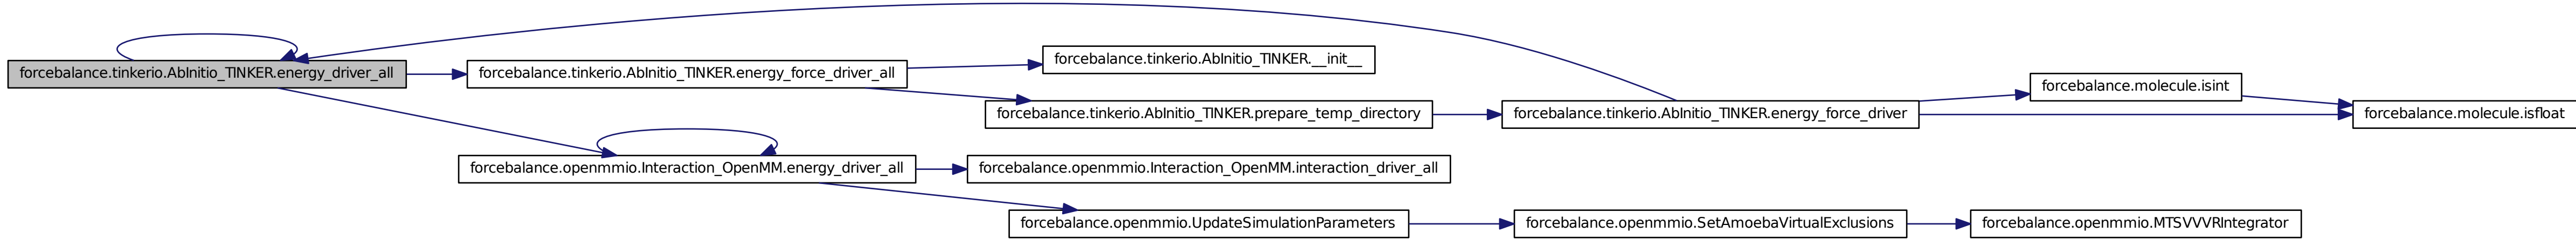 forcebalance.tinkerio.AbInitio_TINKER.energy_driver_all
forcebalance.tinkerio.AbInitio_TINKER.energy_force_driver_all
forcebalance.tinkerio.AbInitio_TINKER.__init__
forcebalance.tinkerio.AbInitio_TINKER.prepare_temp_directory
forcebalance.tinkerio.AbInitio_TINKER.energy_force_driver
forcebalance.molecule.isint
forcebalance.molecule.isfloat
forcebalance.openmmio.Interaction_OpenMM.energy_driver_all
forcebalance.openmmio.Interaction_OpenMM.interaction_driver_all
forcebalance.openmmio.UpdateSimulationParameters
forcebalance.openmmio.SetAmoebaVirtualExclusions
forcebalance.openmmio.MTSVVVRIntegrator